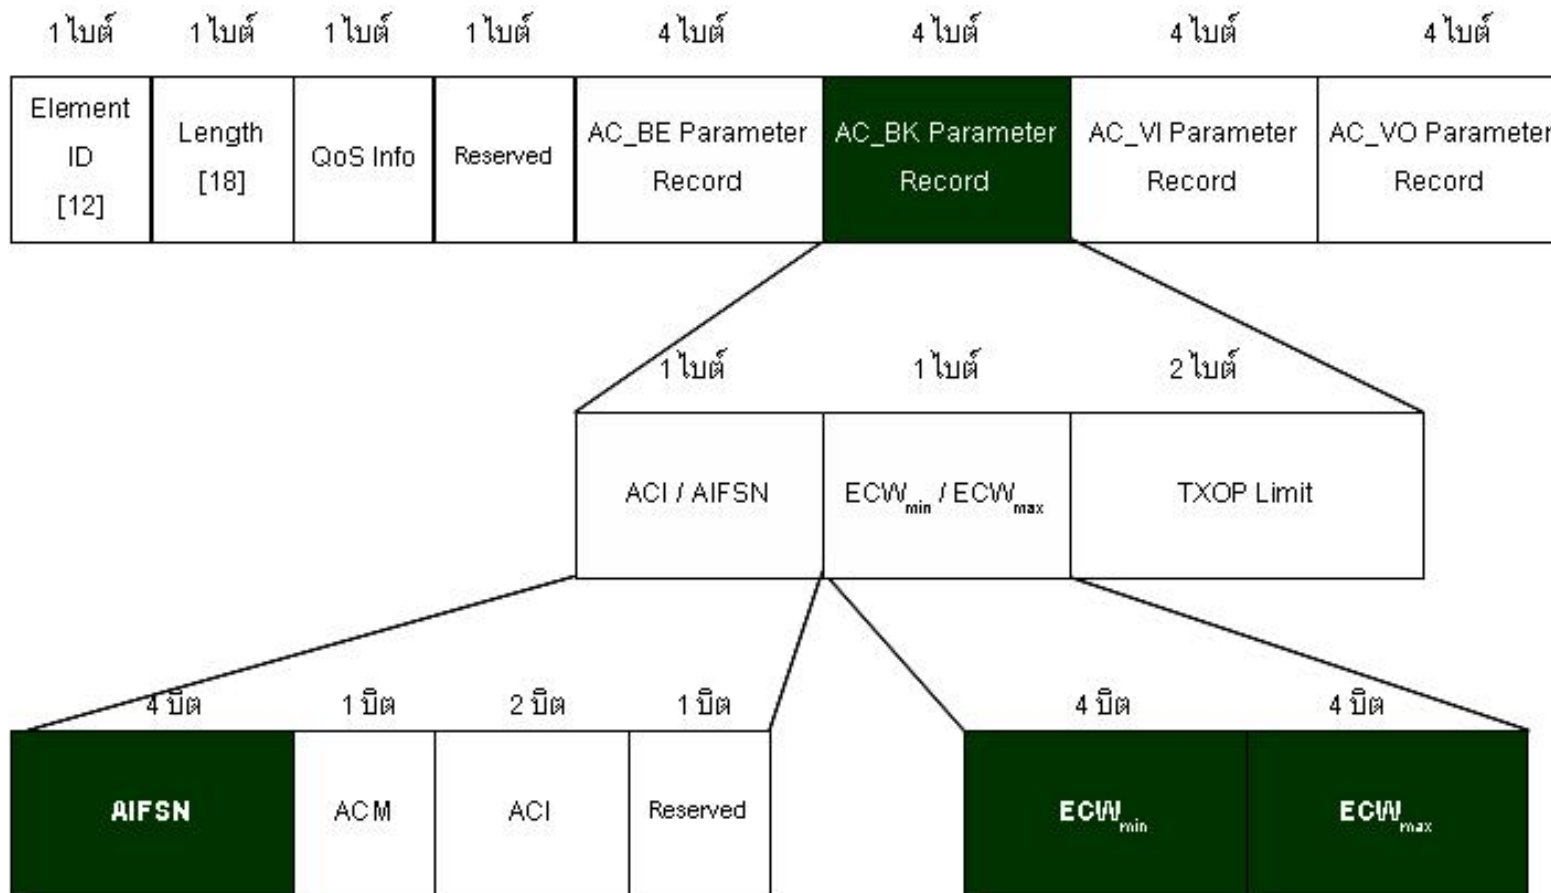 1 ไบต์ 1 ไบต์ 1 ไบต์ 1 ไบต์ 4 ไบต์ 4 ไบต์ 4 ไบต์ 4 ไบต์
Element
ID
[12]
Length
[18]
QoS Info
Reserved
AC_BE Parameter
Record
AC_BK Parameter
Record
AC_VI Parameter
Record
AC_VO Parameter
Record
1 ไบต์ 1 ไบต์ 2 ไบต์
ACI / AIFSN
ECWmin / ECWmax
TXOP Limit
4 บิต 1 บิต 2 บิต 1 บิต 4 บิต 4 บิต
AIFSN
ACM
ACI
Reserved
ECWmin
ECWmax